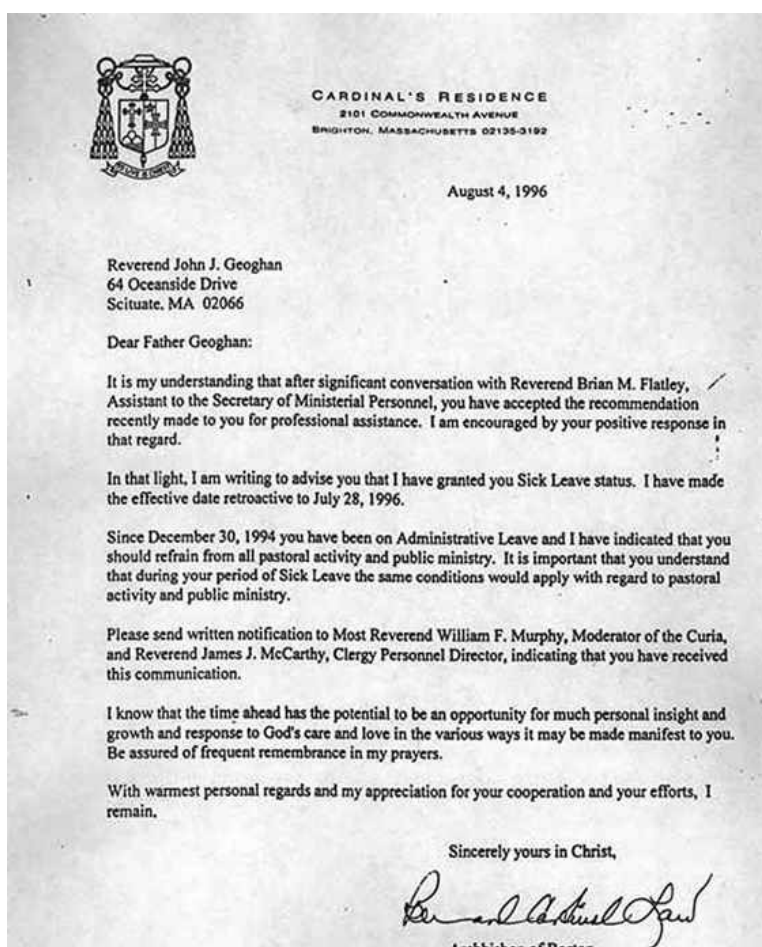 CARDINAL'S RESIDENCE
2101 COMMONWEALTH AVENUE
BRIGHTON, MASSACHUSETTS 02135-3192
TO LIVE IS CHRIST
August 4, 1996
Reverend John J. Geoghan
64 Oceanside Drive
Scituate, MA 02066
Dear Father Geoghan:
It is my understanding that after significant conversation with Reverend Brian M. Flatley,
Assistant to the Secretary of Ministerial Personnel, you have accepted the recommendation
recently made to you for professional assistance. I am encouraged by your positive response in
that regard.
In that light, I am writing to advise you that I have granted you Sick Leave status. I have made
the effective date retroactive to July 28, 1996.
Since December 30, 1994 you have been on Administrative Leave and I have indicated that you
should refrain from all pastoral activity and public ministry. It is important that you understand
that during your period of Sick Leave the same conditions would apply with regard to pastoral
activity and public ministry.
Please send written notification to Most Reverend William F. Murphy, Moderator of the Curia,
and Reverend James J. McCarthy, Clergy Personnel Director, indicating that you have received
this communication.
I know that the time ahead has the potential to be an opportunity for much personal insight and
growth and response to God's care and love in the various ways it may be made manifest to you.
Be assured of frequent remembrance in my prayers.
With warmest personal regards and my appreciation for your cooperation and your efforts, I
remain,
Sincerely yours in Christ,
Bernard Cardinal Law
Archbishop of Boston